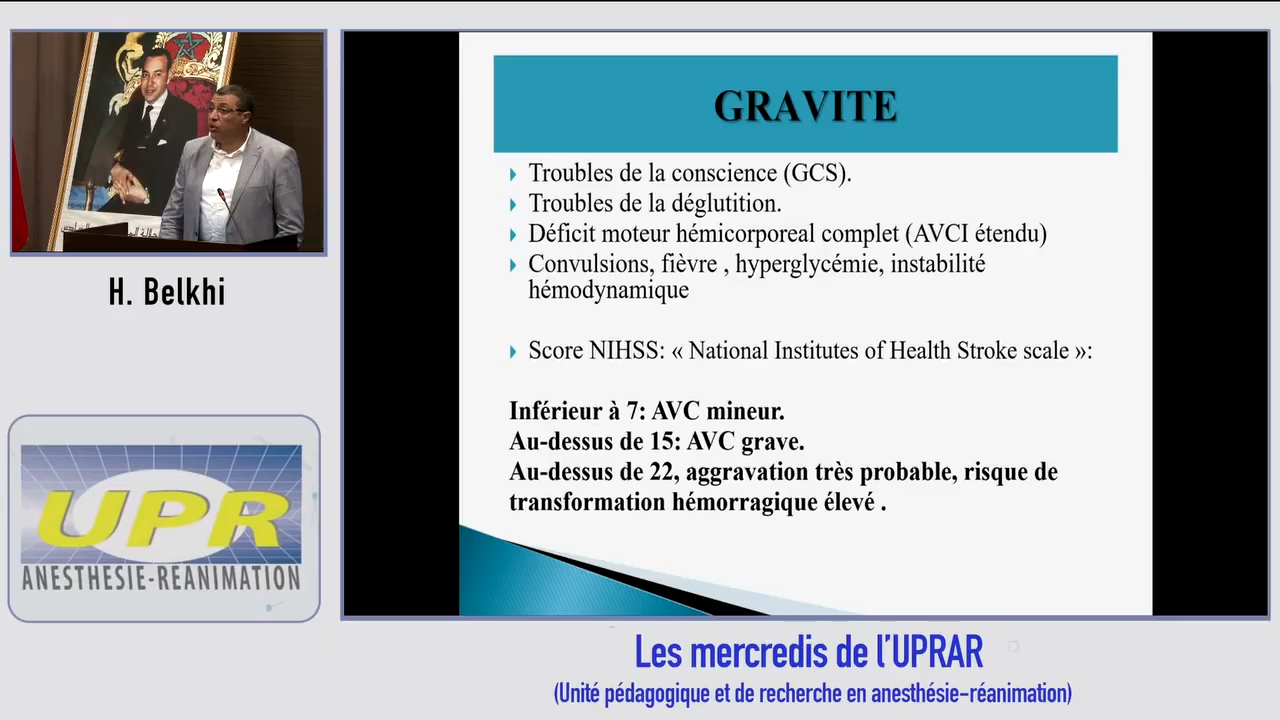 H. Belkhi
UPR
ANESTHESIE-REANIMATION
GRAVITE
Troubles de la conscience (GCS).
Troubles de la déglutition.
Déficit moteur hémicorporeal complet (AVCI étendu)
Convulsions, fièvre , hyperglycémie, instabilité
hémodynamique
Score NIHSS: « National Institutes of Health Stroke scale »:
Inférieur à 7: AVC mineur.
Au-dessus de 15: AVC grave.
Au-dessus de 22, aggravation très probable, risque de
transformation hémorragique élevé .
Les mercredis de l'UPRAR
(Unité pédagogique et de recherche en anesthésie-réanimation)